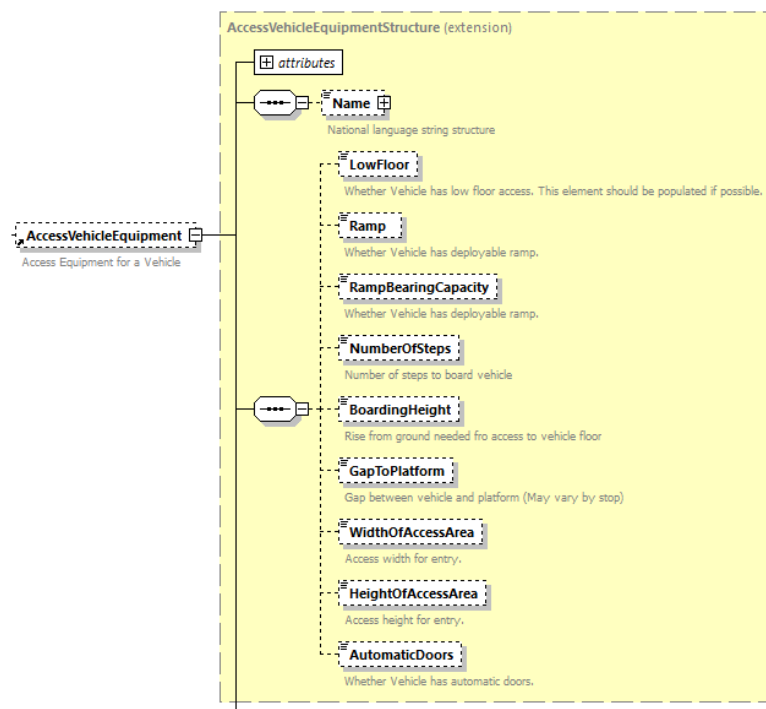 AccessVehicleEquipmentStructure (extension)
attributes
Name
National language string structure
LowFloor
Whether Vehicle has low floor access. This element should be populated if possible.
AccessVehicleEquipment
Access Equipment for a Vehicle
Ramp
Whether Vehicle has deployable ramp.
RampBearingCapacity
Whether Vehicle has deployable ramp.
NumberOfSteps
Number of steps to board vehicle
BoardingHeight
Rise from ground needed fro access to vehicle floor
GapToPlatform
Gap between vehicle and platform (May vary by stop)
WidthOfAccessArea
Access width for entry.
HeightOfAccessArea
Access height for entry.
AutomaticDoors
Whether Vehicle has automatic doors.